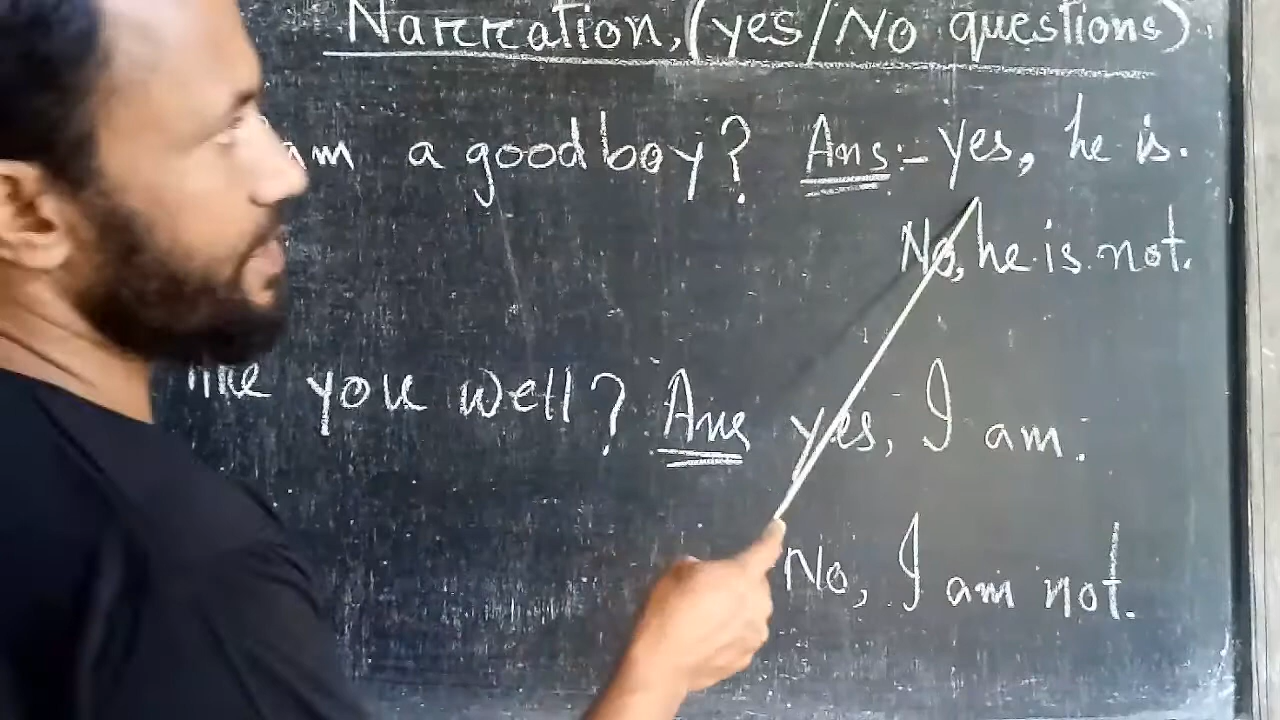 Narration, (yes/No questions).
am a good boy? Ans:- yes, he is.
No, he is not.
like you well? Ans yes, I am.
No, I am not.